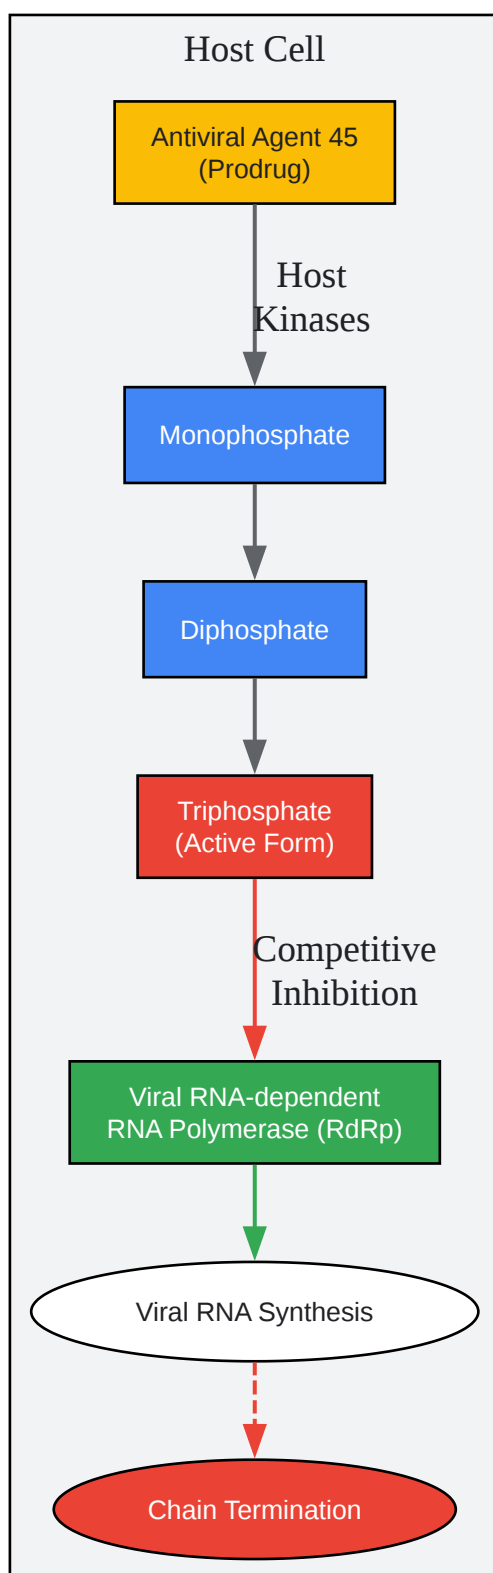 Host Cell
Antiviral Agent 45
(Prodrug)
Host
Kinases
Monophosphate
Diphosphate
Triphosphate
(Active Form)
Competitive
Inhibition
Viral RNA-dependent
RNA Polymerase (RdRp)
Viral RNA Synthesis
Chain Termination